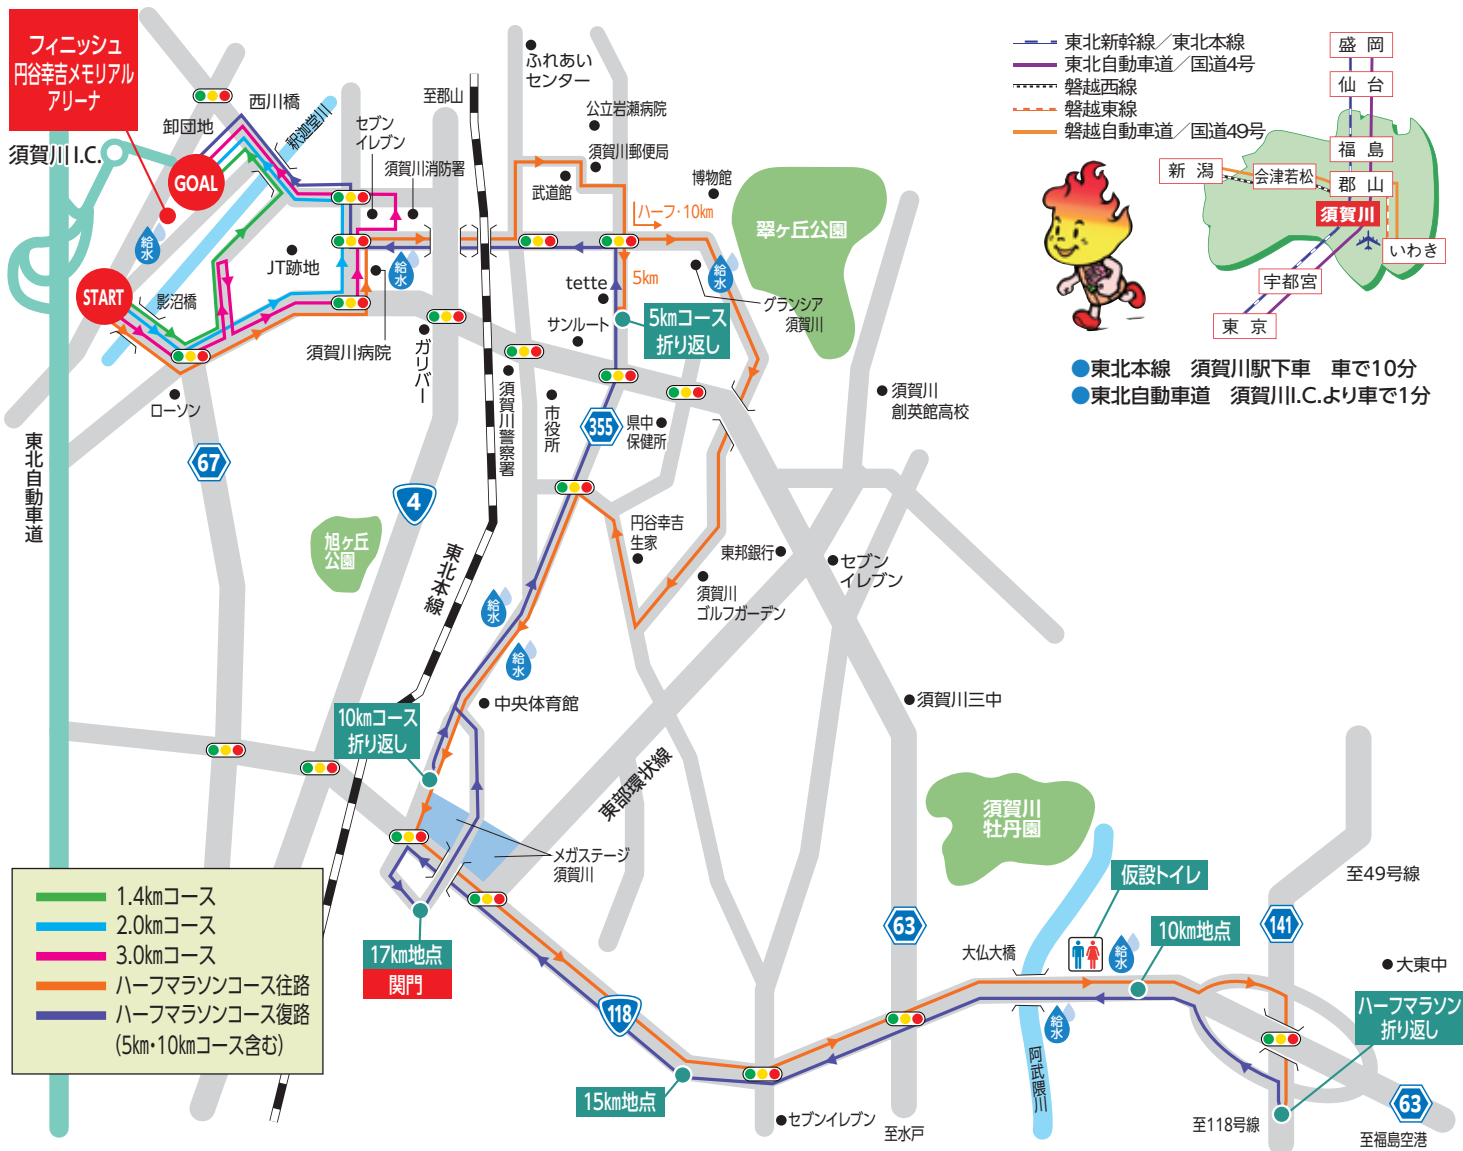 フィニッシュ
円谷幸吉メモリアル
アリーナ
須賀川I.C.
卸団地
西川橋
釈迦堂川
GOAL
START
給水
影沼橋
JT跡地
セブン
イレブン
須賀川消防署
至郡山
ふれあい
センター
公立岩瀬病院
須賀川郵便局
武道館
博物館
ハーフ・10km
5km
翠ヶ丘公園
給水
給水
グランシア
須賀川
tette
サンルート
5kmコース
折り返し
須賀川病院
ガリバー
須賀川警察署
市役所
355
県中
保健所
須賀川
創英館高校
ローソン
67
4
東北自動車道
旭ヶ丘
公園
東北本線
円谷幸吉
生家
東邦銀行
セブン
イレブン
須賀川
ゴルフガーデン
給水
給水
中央体育館
須賀川三中
10kmコース
折り返し
東部環状線
メガステージ
須賀川
17km地点
関門
118
15km地点
セブンイレブン
63
至水戸
須賀川
牡丹園
大仏大橋
仮設トイレ
給水
給水
阿武隈川
10km地点
141
至49号線
大東中
ハーフマラソン
折り返し
至118号線
63
至福島空港
1.4kmコース
2.0kmコース
3.0kmコース
ハーフマラソンコース往路
ハーフマラソンコース復路
(5km・10kmコース含む)
東北新幹線／東北本線
東北自動車道／国道4号
磐越西線
磐越東線
磐越自動車道／国道49号
盛岡
仙台
福島
新潟
会津若松
郡山
須賀川
いわき
宇都宮
東京
●東北本線　須賀川駅下車　車で10分
●東北自動車道　須賀川I.C.より車で1分